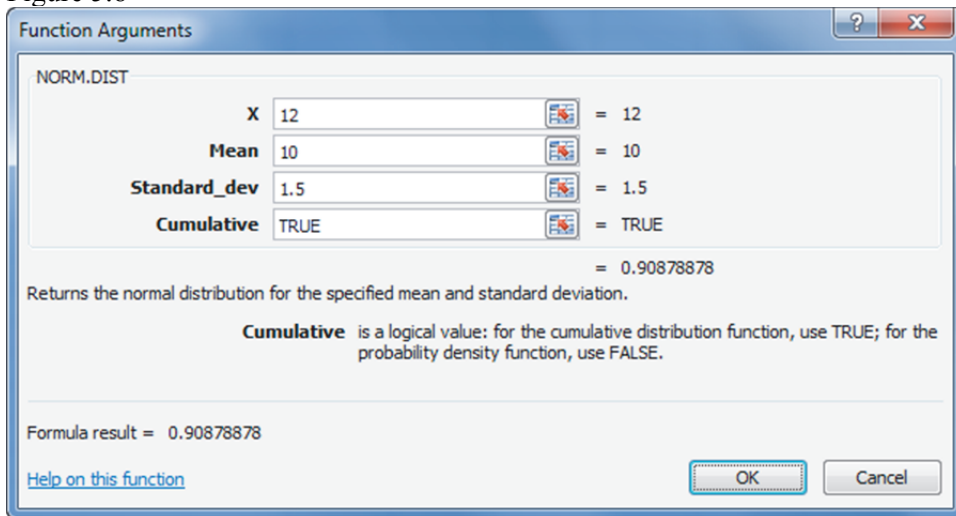 Function Arguments
NORM.DIST
X 12 = 12
Mean 10 = 10
Standard_dev 1.5 = 1.5
Cumulative TRUE = TRUE
= 0.90878878
Returns the normal distribution for the specified mean and standard deviation.
Cumulative is a logical value: for the cumulative distribution function, use TRUE; for the
probability density function, use FALSE.
Formula result = 0.90878878
Help on this function
OK Cancel